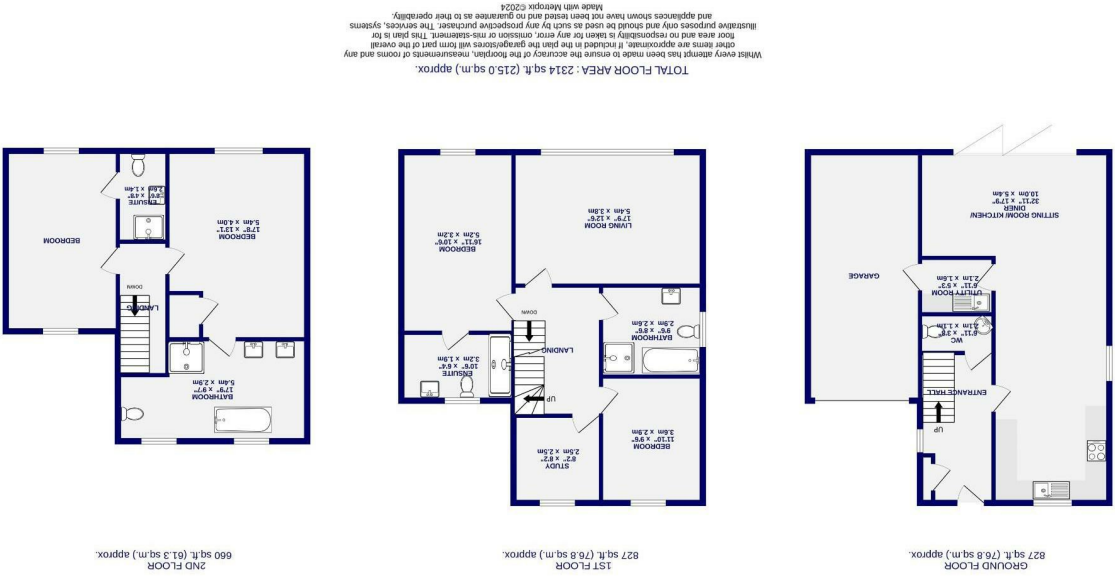 GROUND FLOOR
827 sq.ft. (76.8 sq.m.) approx.
UP
ENTRANCE HALL
WC
6'11" x 3'8"
2.1m x 1.1m
UTILITY ROOM
6'11" x 5'3"
2.1m x 1.6m
GARAGE
SITTING ROOM/ KITCHEN/
DINER
32'11" x 17'9"
10.0m x 5.4m
1ST FLOOR
827 sq.ft. (76.8 sq.m.) approx.
BEDROOM
11'10" x 9'6"
3.6m x 2.9m
STUDY
8'2" x 8'2"
2.5m x 2.5m
UP
LANDING
DOWN
BATHROOM
9'6" x 8'6"
2.9m x 2.6m
ENSUITE
10'6" x 6'4"
3.2m x 1.9m
BEDROOM
16'11" x 10'6"
5.2m x 3.2m
LIVING ROOM
17'9" x 12'6"
5.4m x 3.8m
2ND FLOOR
660 sq.ft. (61.3 sq.m.) approx.
BATHROOM
17'9" x 9'7"
5.4m x 2.9m
LANDING
DOWN
BEDROOM
17'8" x 13'1"
5.4m x 4.0m
ENSUITE
8'6" x 4'8"
2.6m x 1.4m
BEDROOM
TOTAL FLOOR AREA : 2314 sq.ft. (215.0 sq.m.) approx.
Whilst every attempt has been made to ensure the accuracy of the floorplan, measurements of rooms and any
other items are approximate, If included in the plan the garage/stores will form part of the overall
floor area and no responsibility is taken for any error, omission or mis-statement. This plan is for
illustrative purposes only and should be used as such by any prospective purchaser. The services, systems
and appliances shown have not been tested and no guarantee as to their operability.
Made with Metropix ©2024